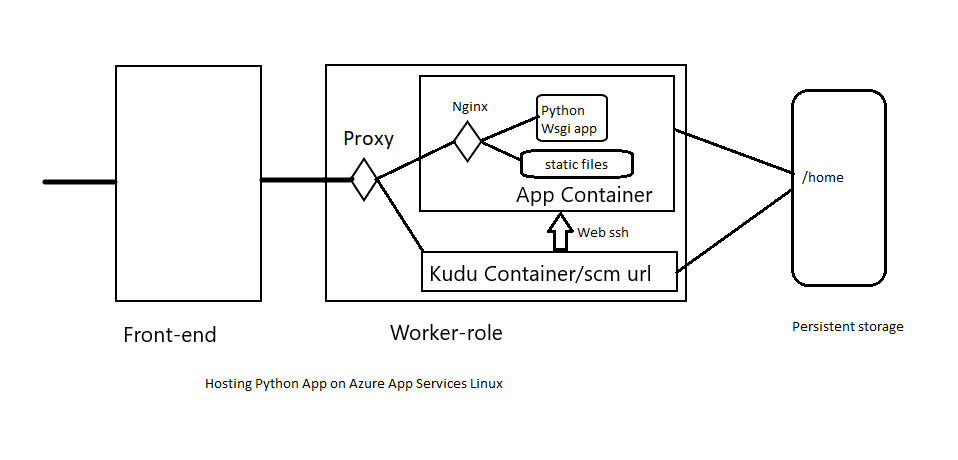 Proxy
Nginx
Python
Wsgi app
static files
App Container
Web ssh
Kudu Container/scm url
/home
Front-end
Worker-role
Persistent storage
Hosting Python App on Azure App Services Linux